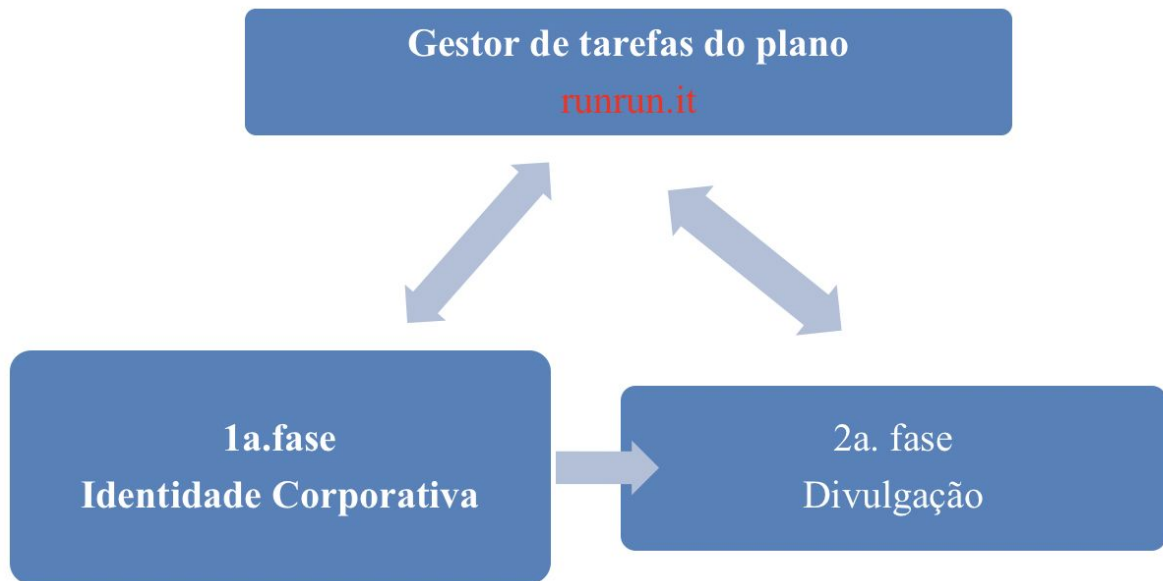 Gestor de tarefas do plano
runrun.it
1a.fase
Identidade Corporativa
2a. fase
Divulgação